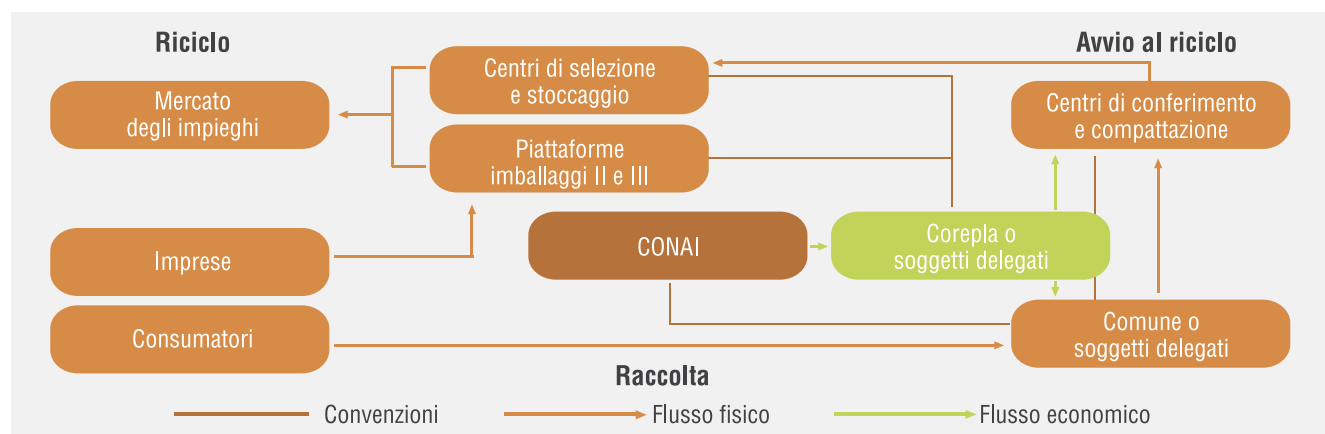 Riciclo
Avvio al riciclo
Centri di selezione
e stoccaggio
Mercato
degli impieghi
Centri di conferimento
e compattazione
Piattaforme
imballaggi II e III
Imprese
CONAI
Corepla o
soggetti delegati
Consumatori
Comune o
soggetti delegati
Raccolta
Convenzioni
Flusso fisico
Flusso economico